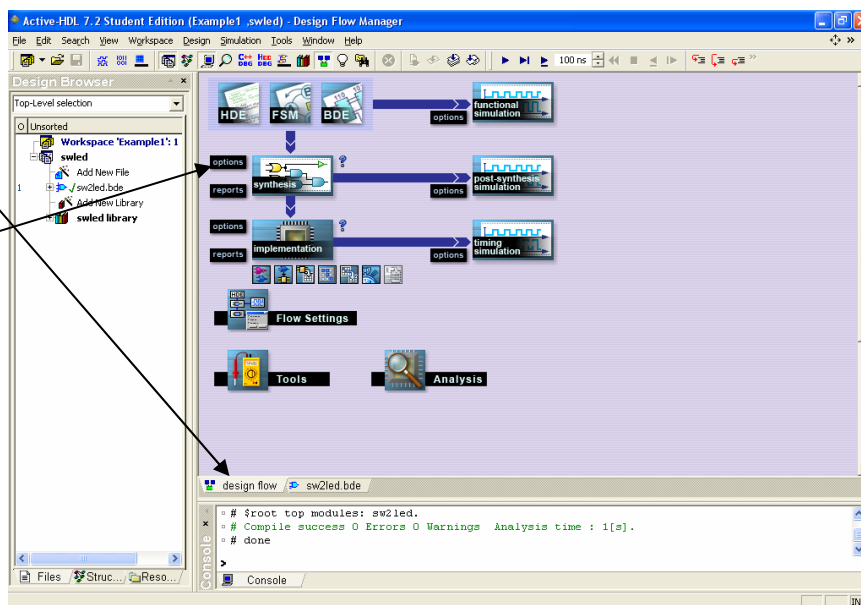 Active-HDL 7.2 Student Edition (Example1 ,swled) - Design Flow Manager
File Edit Search View Workspace Design Simulation Tools Window Help
100 ns
Design Browser
Top-Level selection
Unsorted
Workspace 'Example1': 1
swled
Add New File
1 sw2led.bde
Add New Library
swled library
Files Struc... Reso...
HDE FSM BDE
options
functional simulation
options
synthesis
reports
options
post-synthesis simulation
options
implementation
reports
options
timing simulation
Flow Settings
Tools
Analysis
design flow sw2led.bde
# $root top modules: sw2led.
# Compile success 0 Errors 0 Warnings Analysis time : 1[s].
# done
>
Console
Console